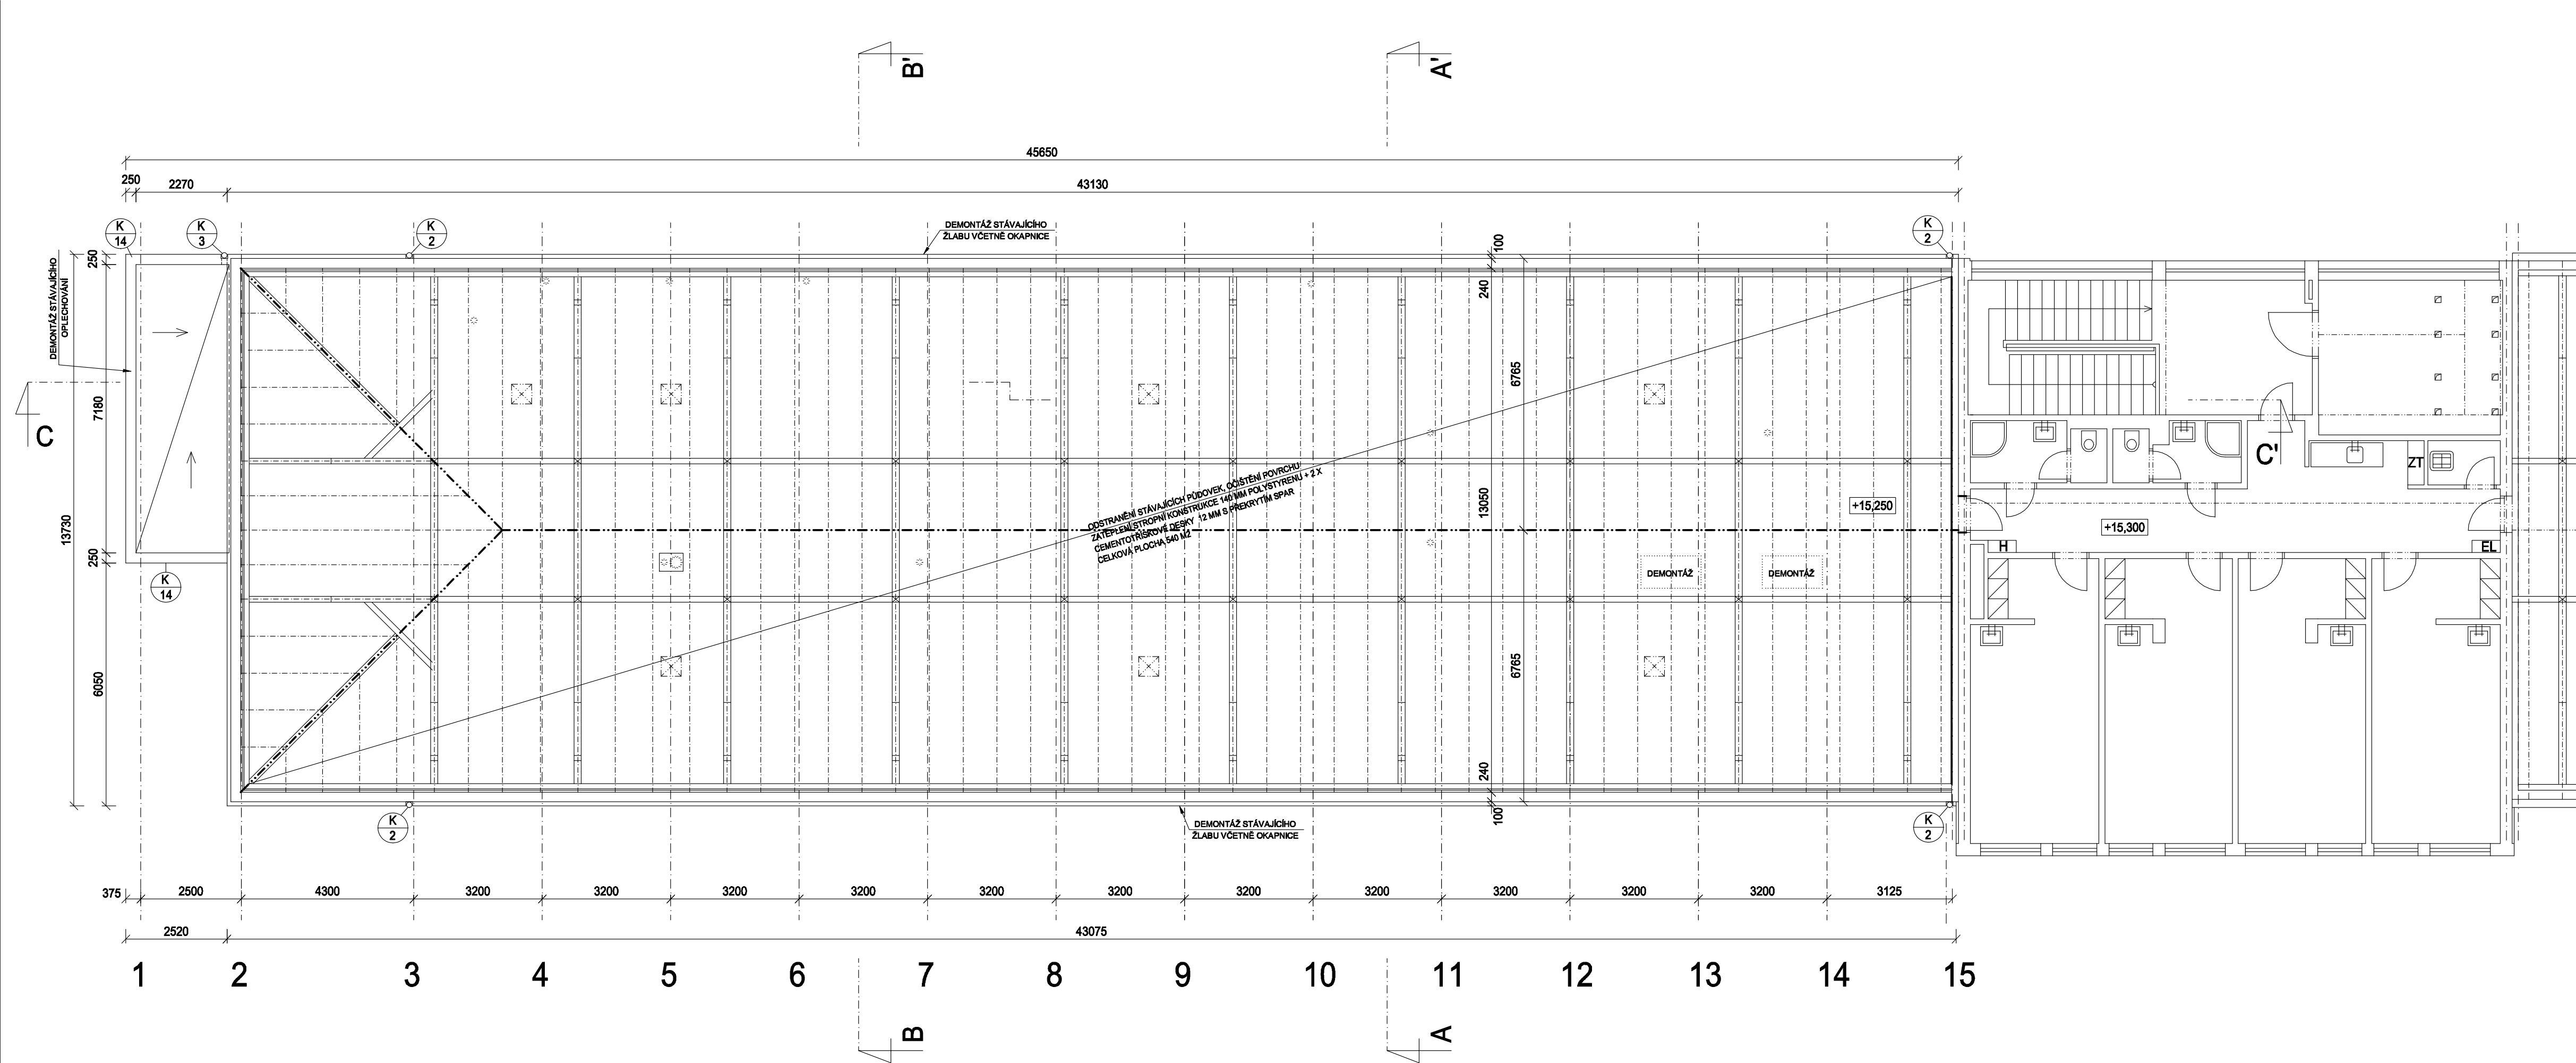 B'
A'
45650
250
2270
43130
K
14
K
3
K
2
DEMONTÁŽ STÁVAJÍCÍHO
ŽLABU VČETNĚ OKAPNICE
K
2
DEMONTÁŽ STÁVAJÍCÍHO
OPLECHOVÁNÍ
250
7180
250
13730
6050
100
240
6765
13050
6765
240
100
C
C'
ZT
ODSTRANĚNÍ STÁVAJÍCÍCH PŮDOVEK, OČIŠTĚNÍ POVRCHU
ZATEPLENÍ STROPNÍ KONSTRUKCE 140 MM POLYSTYRENU + 2 X
CEMENTOTŘÍSKOVÉ DESKY 12 MM S PŘEKRYTÍM SPAR
CELKOVÁ PLOCHA 540 M2
+15,250
+15,300
H
EL
DEMONTÁŽ
DEMONTÁŽ
K
14
K
2
DEMONTÁŽ STÁVAJÍCÍHO
ŽLABU VČETNĚ OKAPNICE
K
2
375
2500
4300
3200
3200
3200
3200
3200
3200
3200
3200
3200
3200
3200
3125
2520
43075
1
2
3
4
5
6
7
8
9
10
11
12
13
14
15
B
A